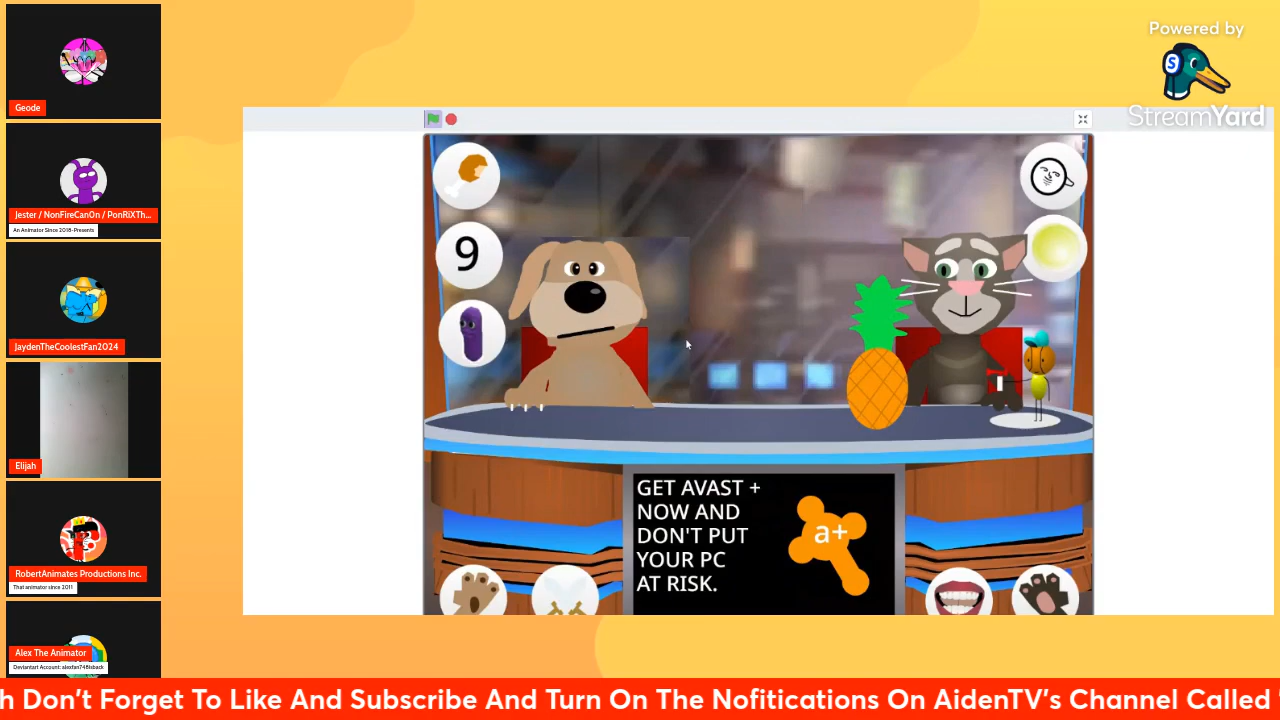 Powered by
S
StreamYard
Geode
Jester / NonFireCanOn / PonRiXTh...
An Animator Since 2018-Presents
JaydenTheCoolestFan2024
Elijah
RobertAnimates Productions Inc.
That animator since 2011
Alex The Animator
Deviantart Account: alexfan748isback
9
GET AVAST +
NOW AND
DON'T PUT
YOUR PC
AT RISK.
a+
h Don't Forget To Like And Subscribe And Turn On The Nofitications On AidenTV's Channel Called